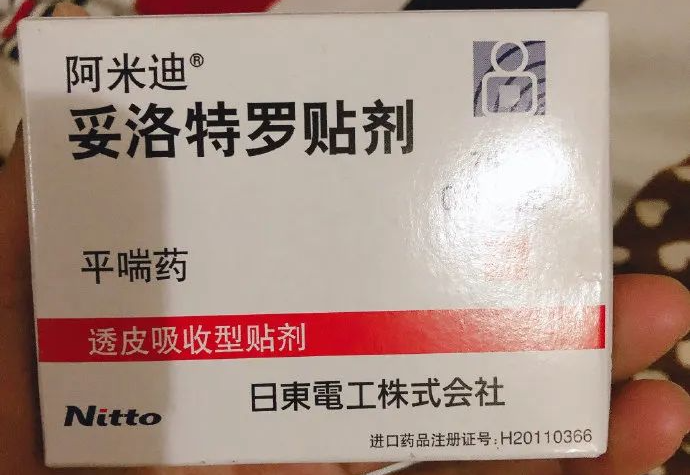 阿米迪®
妥洛特罗贴剂
平喘药
透皮吸收型贴剂
Nitto
日東電工株式会社
进口药品注册证号:H20110366